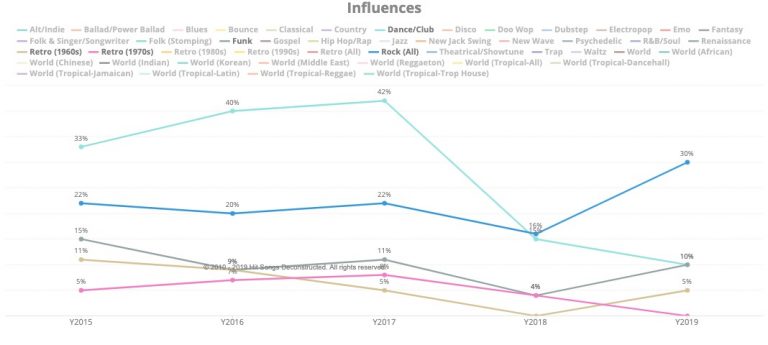 Influences
Alt/Indie Ballad/Power Ballad Blues Bounce Classical Country Dance/Club Disco Doo Wop Dubstep Electropop Emo Fantasy
Folk & Singer/Songwriter Folk (Stomping) Funk Gospel Hip Hop/Rap Jazz New Jack Swing New Wave Psychedelic R&B/Soul Renaissance
Retro (1960s) Retro (1970s) Retro (1980s) Retro (1990s) Retro (All) Rock (All) Theatrical/Showtune Trap Waltz World World (African)
World (Chinese) World (Indian) World (Korean) World (Middle East) World (Reggaeton) World (Tropical-All) World (Tropical-Dancehall)
World (Tropical-Jamaican) World (Tropical-Latin) World (Tropical-Reggae) World (Tropical-Trop House)
42%
40%
33%
30%
22% 20% 22%
16%
15%
15%
11% 9% 11% 10%
© 2010 - 2019 Hit Songs Deconstructed. All rights reserved.
5% 7% 8%
5% 4% 5%
Y2015 Y2016 Y2017 Y2018 Y2019